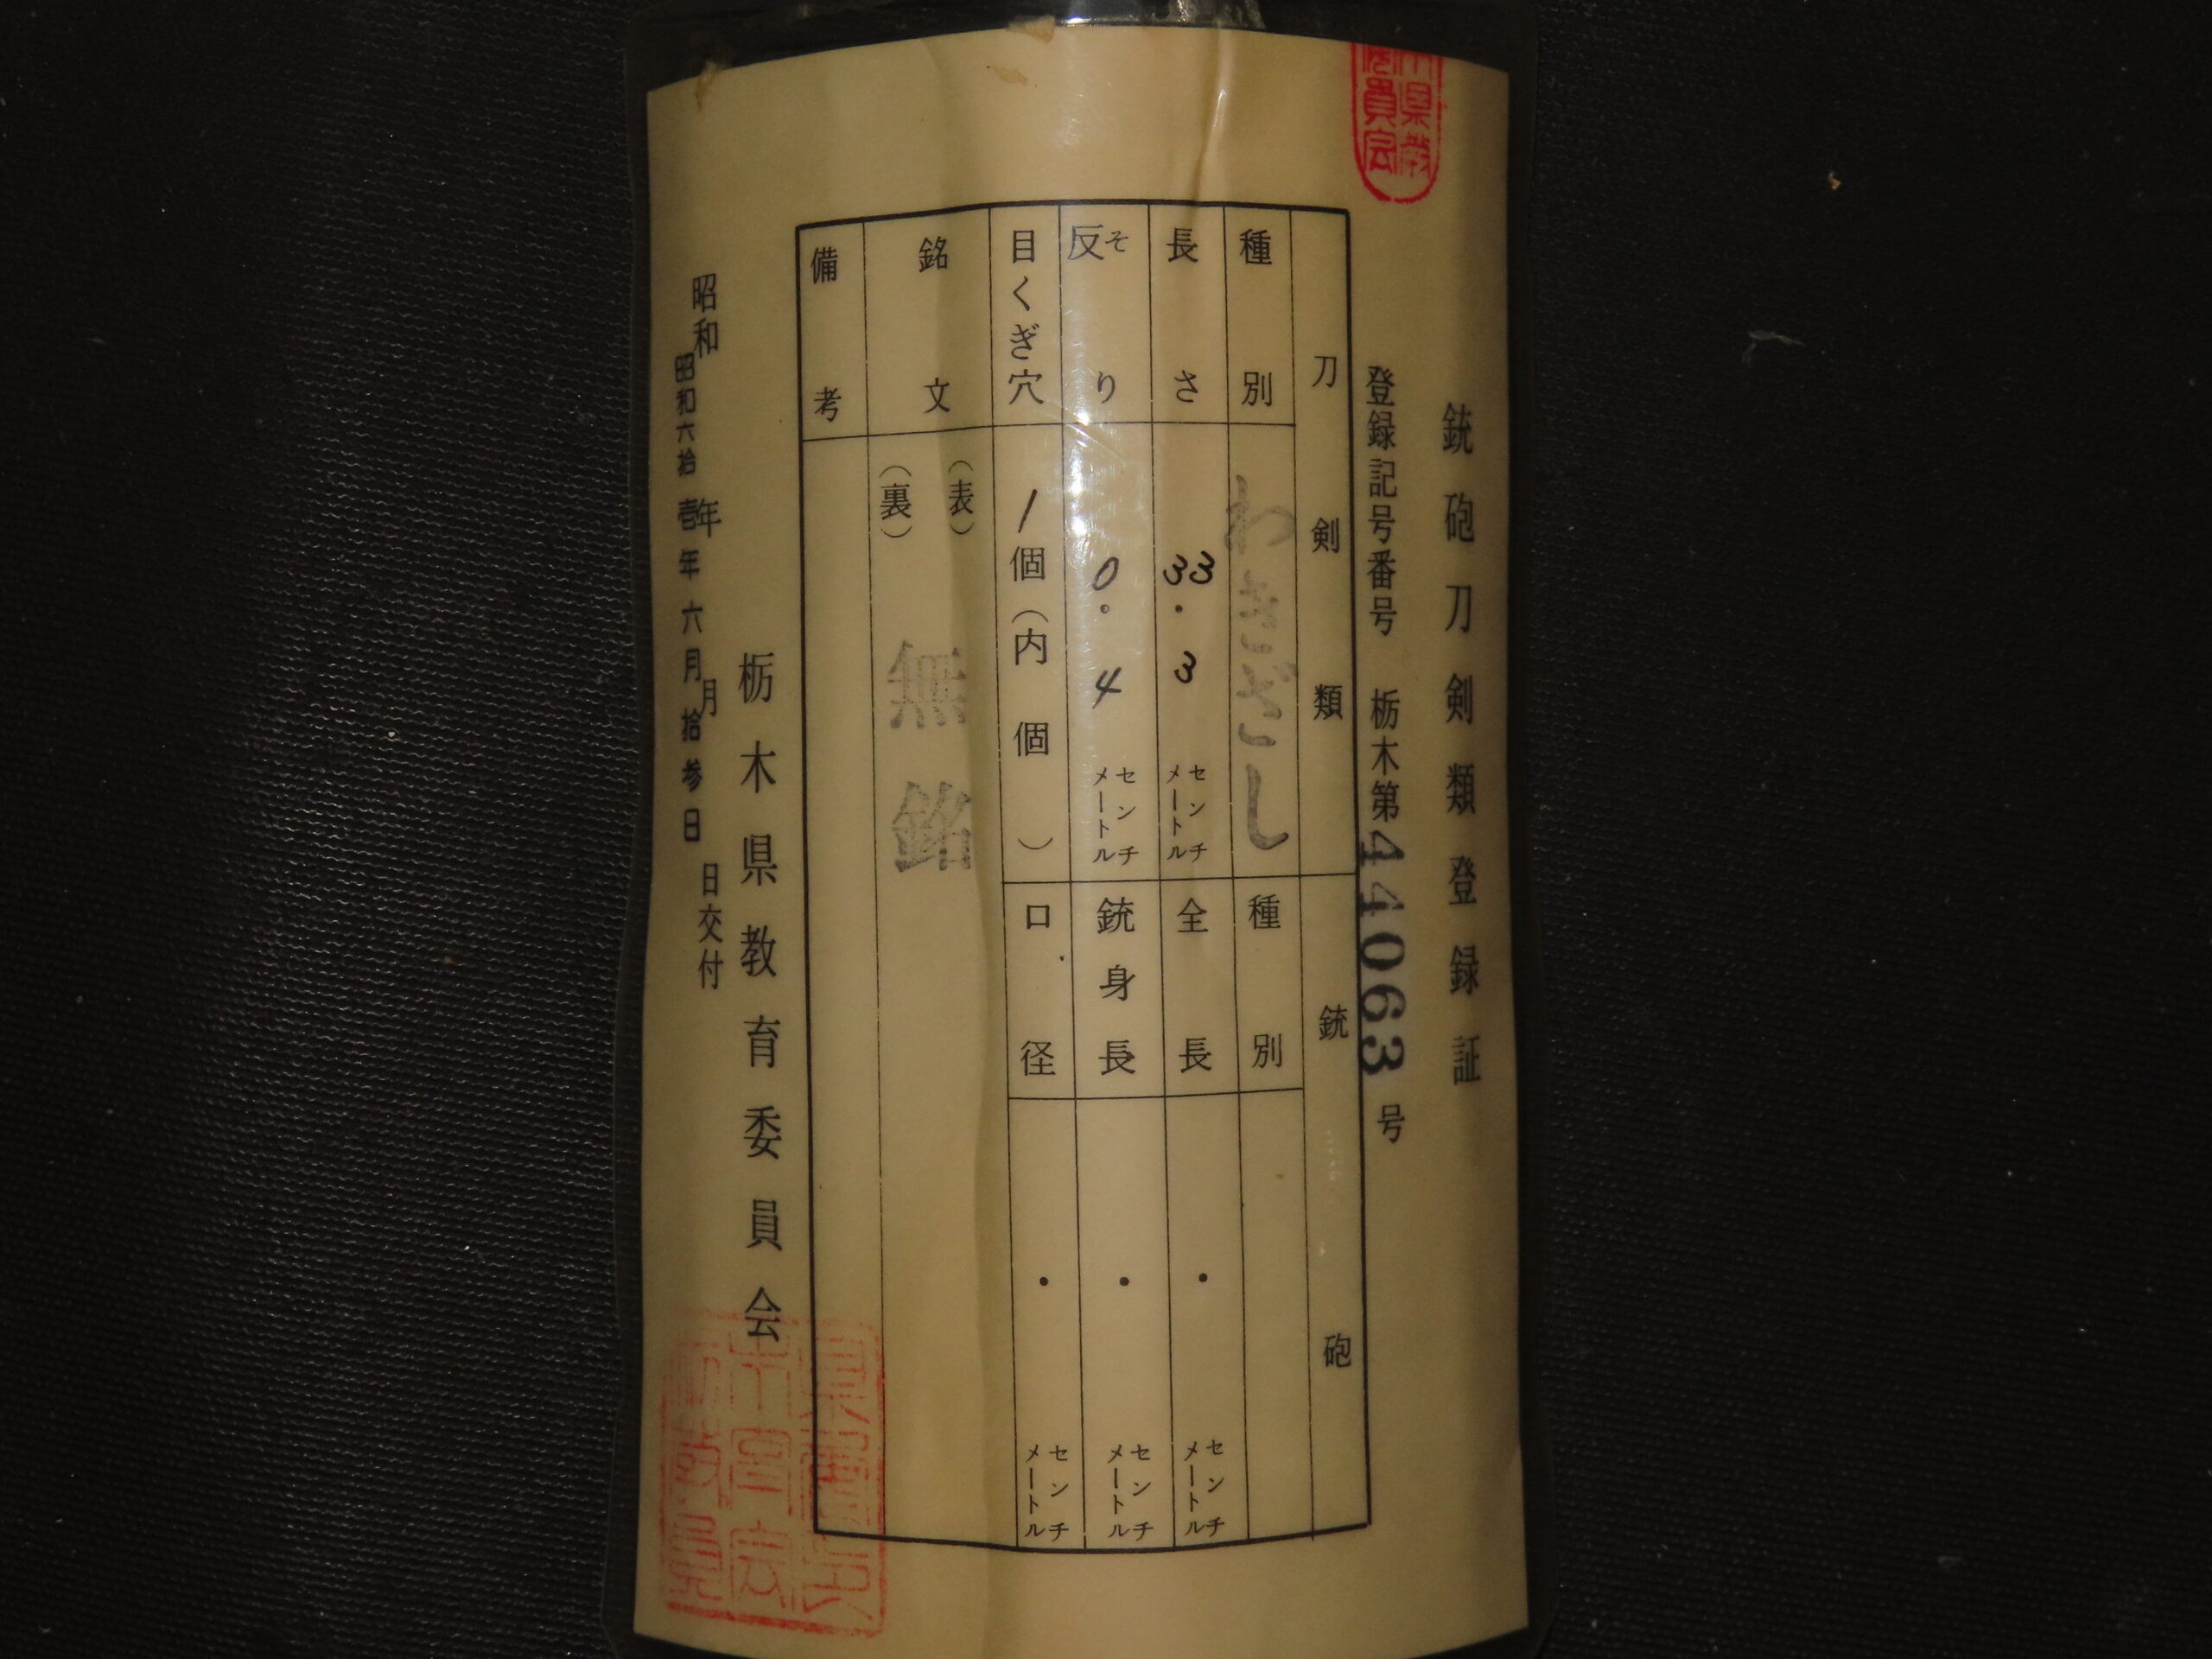 銃砲刀剣類登録証
登録記号番号 栃木第44063号
刀剣類
種別 わきざし
長さ 33.3 センチメートル
反り そ 0.4 センチメートル
目くぎ穴 1個(内 個)
銘文 (表) (裏) 無銘
備考
銃砲
種別
全長 ・ センチメートル
銃身長 ・ センチメートル
口径 ・ センチメートル
栃木県教育委員会
昭和 年 月 日交付
昭和六拾壱年六月拾参日